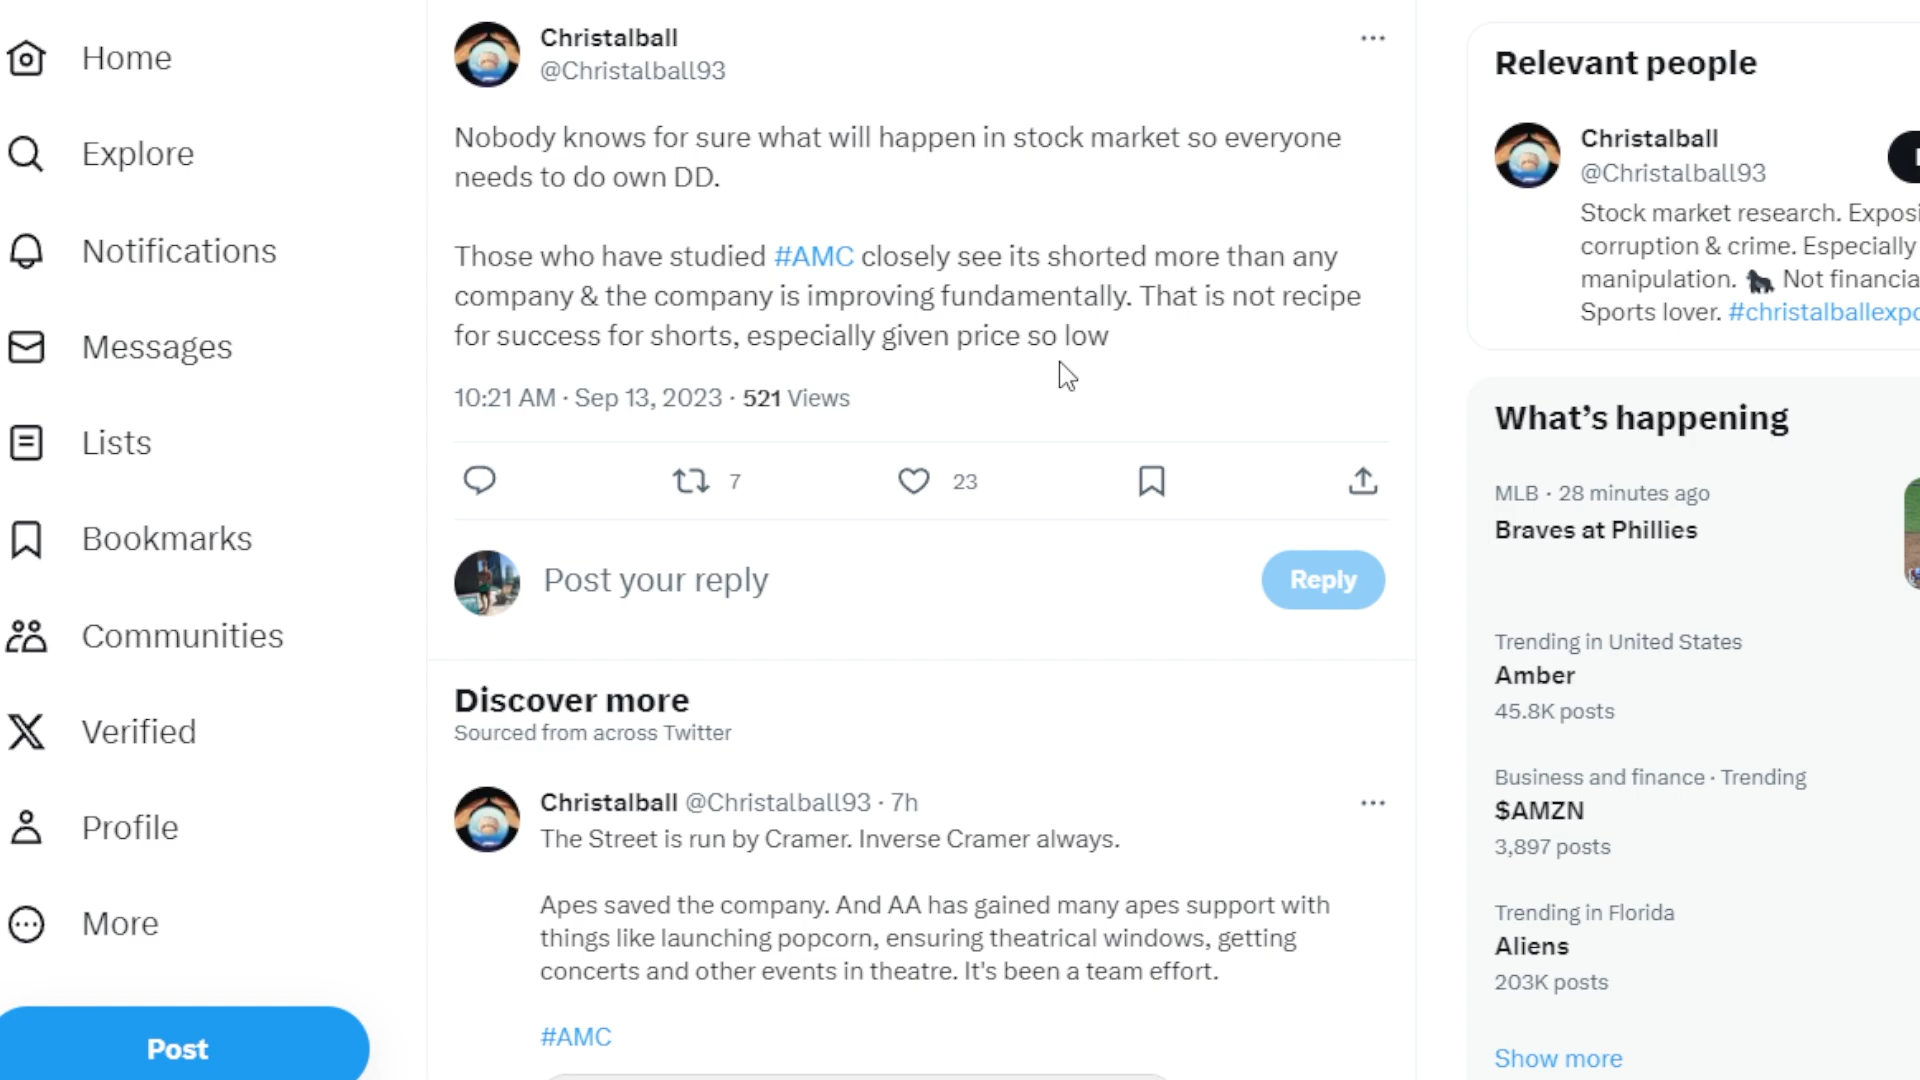 Home
Explore
Notifications
Messages
Lists
Bookmarks
Communities
Verified
Profile
More
Post
Christalball
@Christalball93
Nobody knows for sure what will happen in stock market so everyone
needs to do own DD.
Those who have studied #AMC closely see its shorted more than any
company & the company is improving fundamentally. That is not recipe
for success for shorts, especially given price so low
10:21 AM · Sep 13, 2023 · 521 Views
7
23
Post your reply
Reply
Discover more
Sourced from across Twitter
Christalball @Christalball93 · 7h
The Street is run by Cramer. Inverse Cramer always.
Apes saved the company. And AA has gained many apes support with
things like launching popcorn, ensuring theatrical windows, getting
concerts and other events in theatre. It's been a team effort.
#AMC
Relevant people
Christalball
@Christalball93
Stock market research.
corruption & crime. Especially
manipulation. 🦍 Not
Sports lover.
What's happening
MLB · 28 minutes ago
Braves at Phillies
Trending in United States
Amber
45.8K posts
Business and finance · Trending
$AMZN
3,897 posts
Trending in Florida
Aliens
203K posts
Show more